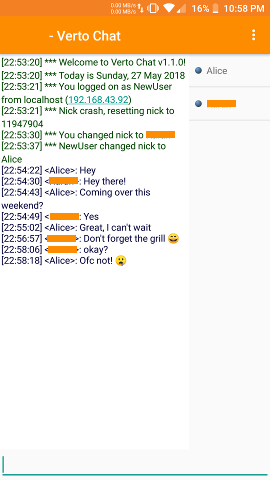 0.00 MB/s
0.00 MB/s
16% 10:58 PM
- Verto Chat
[22:53:20] *** Welcome to Verto Chat v1.1.0!
[22:53:20] *** Today is Sunday, 27 May 2018
[22:53:21] *** You logged on as NewUser
from localhost (192.168.43.92)
[22:53:21] *** Nick crash, resetting nick to
11947904
[22:53:30] *** You changed nick to
[22:53:37] *** NewUser changed nick to
Alice
[22:54:22] <Alice>: Hey
[22:54:30] < >: Hey there!
[22:54:43] <Alice>: Coming over this
weekend?
[22:54:49] < >: Yes
[22:55:02] <Alice>: Great, I can't wait
[22:56:57] < >: Don't forget the grill 😄
[22:58:06] < >: okay?
[22:58:18] <Alice>: Ofc not! 😮
Alice